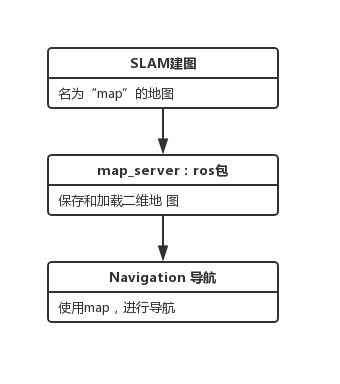 SLAM建图
名为“map”的地图
map_server：ros包
保存和加载二维地 图
Navigation 导航
使用map，进行导航